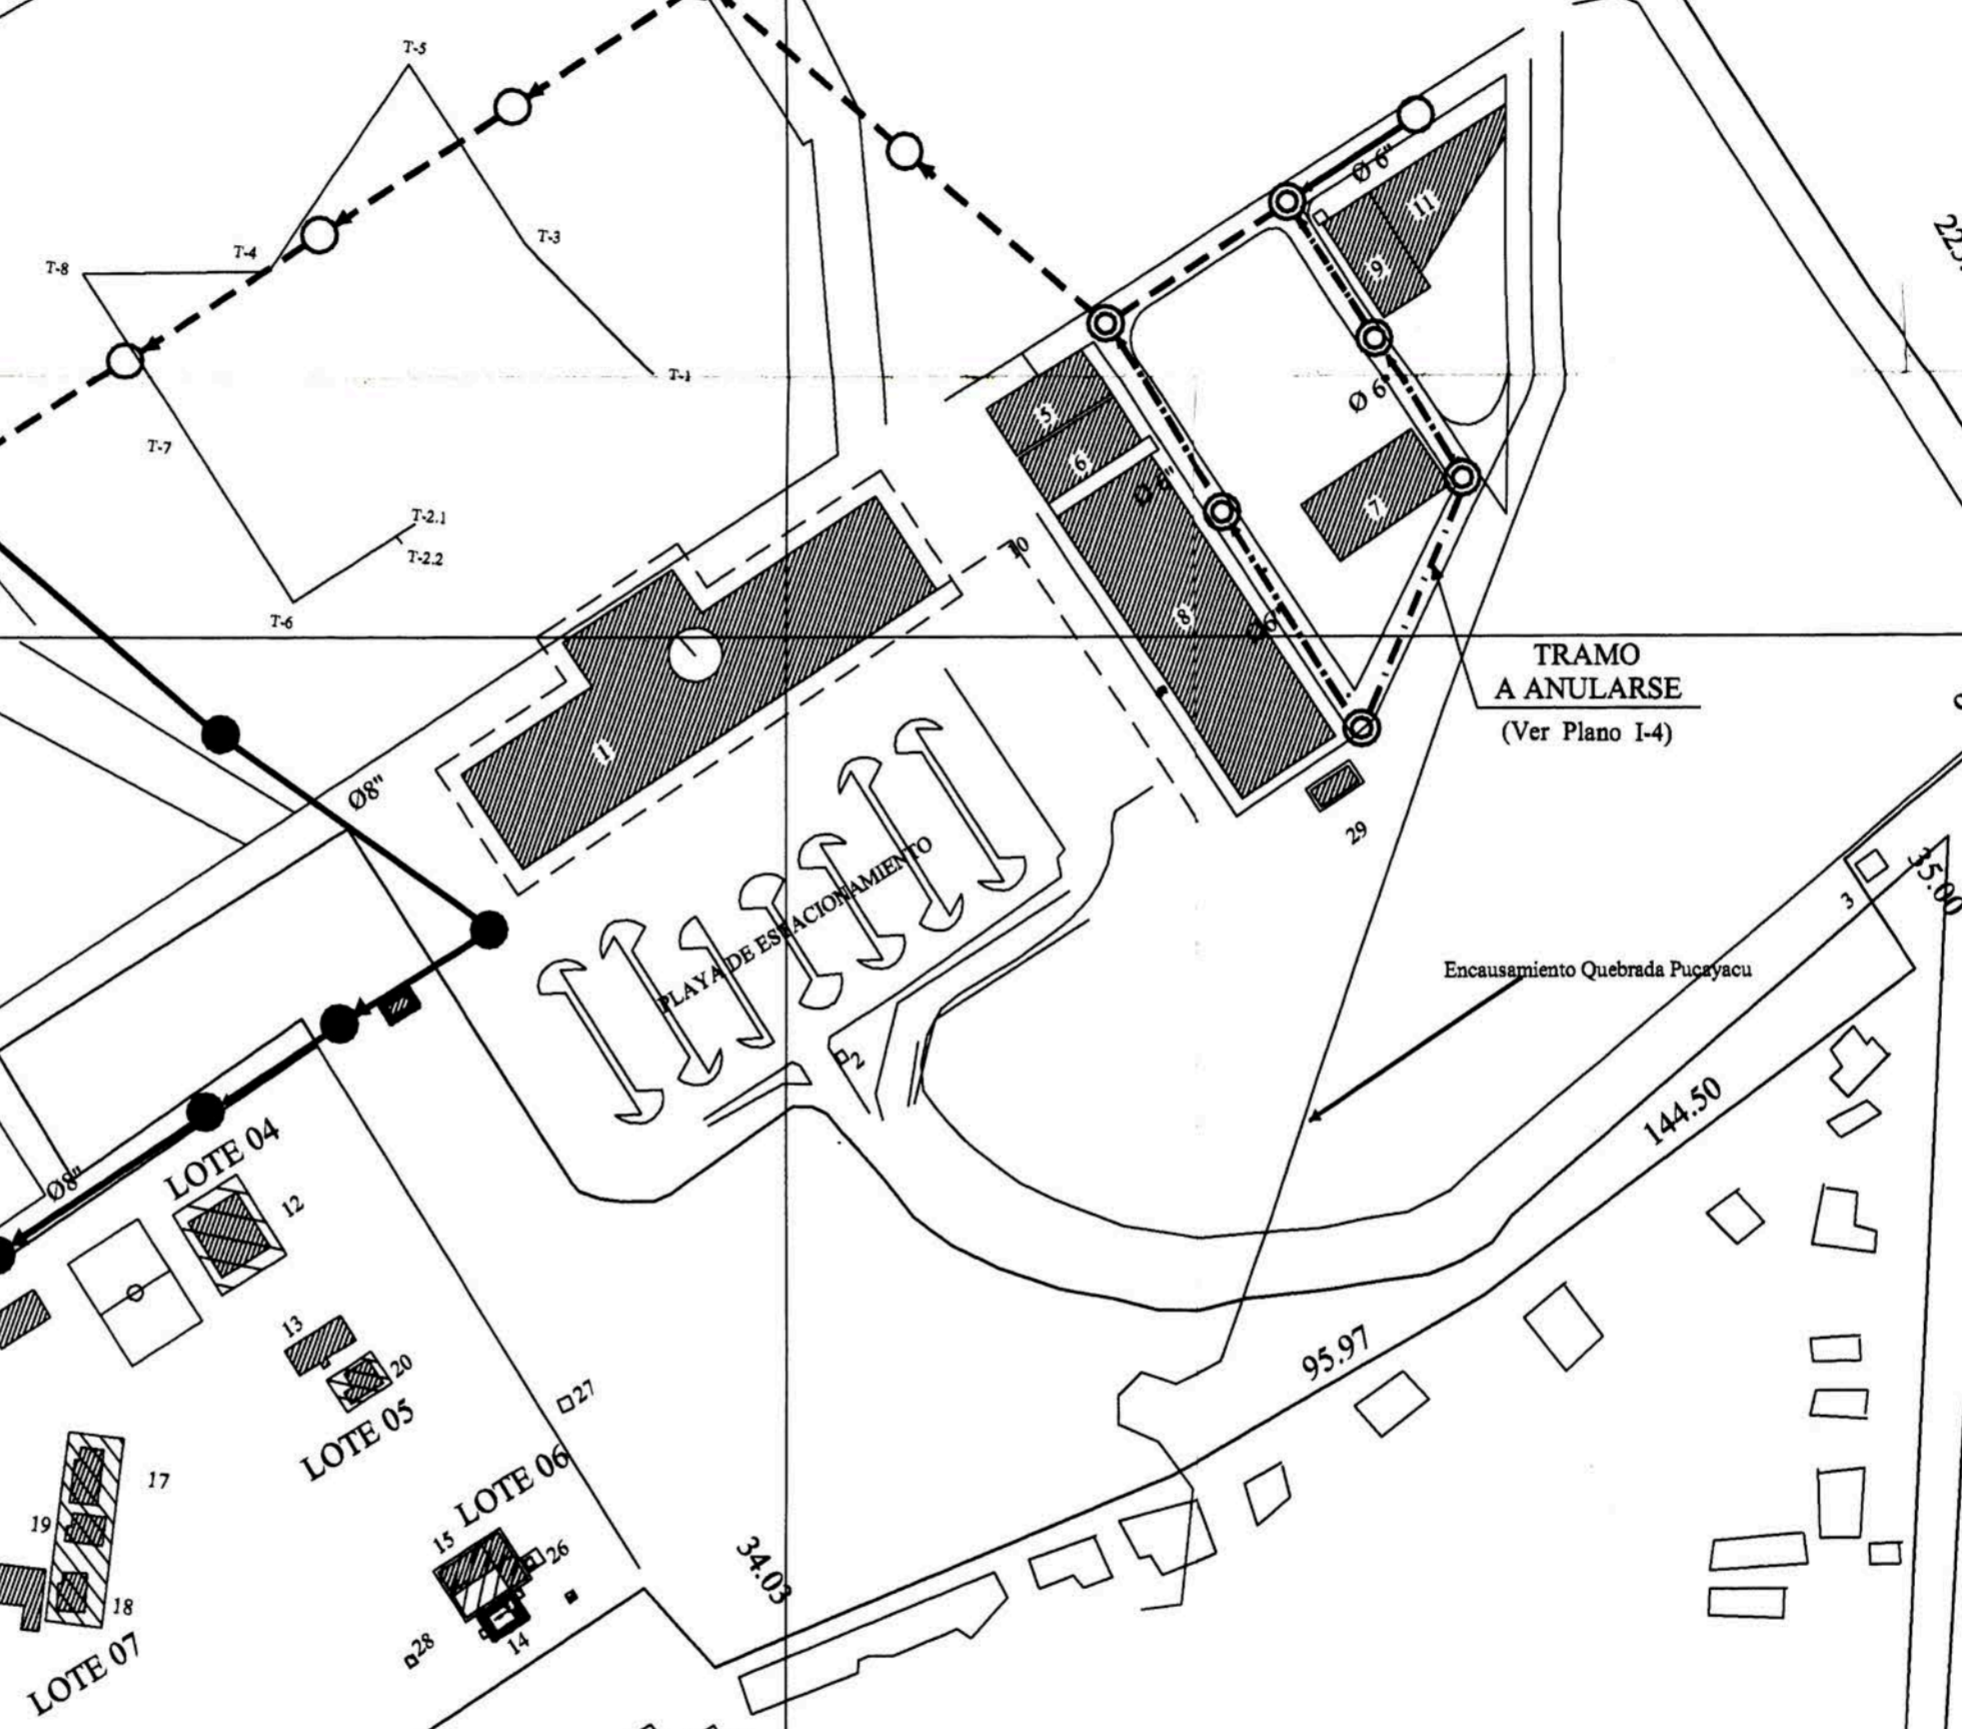 T-5
T-3
T-4
T-8
T-1
T-7
T-2.1
T-2.2
T-6
Ø 6"
11
9
Ø 6"
5
6
Ø 6"
7
10
8
Ø6"
1
TRAMO
A ANULARSE
(Ver Plano I-4)
Ø8"
29
PLAYA DE ESTACIONAMIENTO
3
35.00
Encausamiento Quebrada Pucayacu
2
144.50
LOTE 04
Ø8"
12
13
20
LOTE 05
95.97
27
LOTE 06
17
19
15
26
34.03
18
14
28
LOTE 07